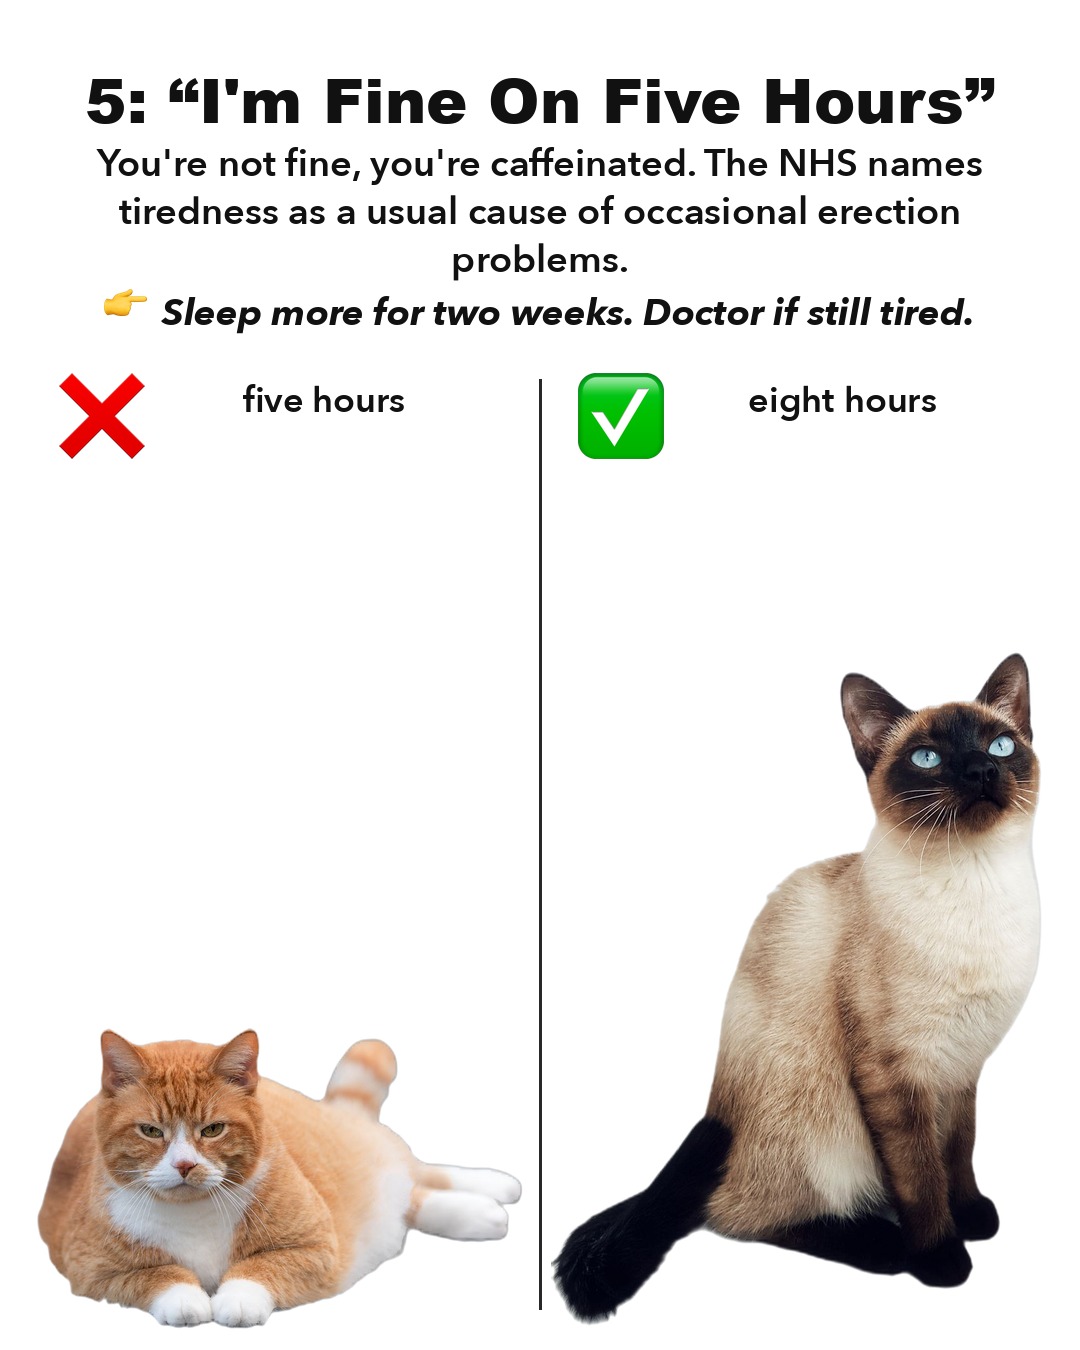 5: “I'm Fine On Five Hours”
You're not fine, you're caffeinated. The NHS names
tiredness as a usual cause of occasional erection
problems.
👉 Sleep more for two weeks. Doctor if still tired.
❌ five hours
✅ eight hours